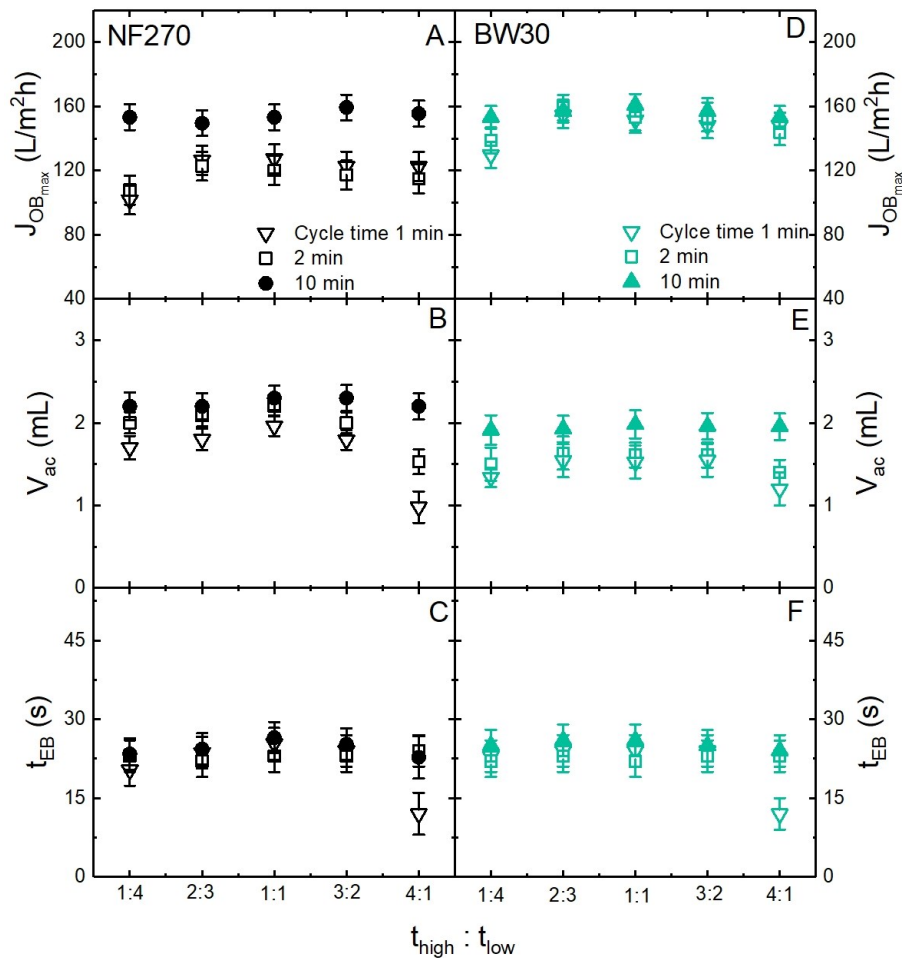 NF270
A
BW30
D
J_OBmax (L/m²h)
200
160
120
80
40
Cycle time 1 min
2 min
10 min
Cylce time 1 min
2 min
10 min
200
160
120
80
40
J_OBmax (L/m²h)
B
E
V_ac (mL)
3
2
1
0
3
2
1
0
V_ac (mL)
C
F
t_EB (s)
45
30
15
0
45
30
15
0
t_EB (s)
1:4 2:3 1:1 3:2 4:1
1:4 2:3 1:1 3:2 4:1
t_high : t_low